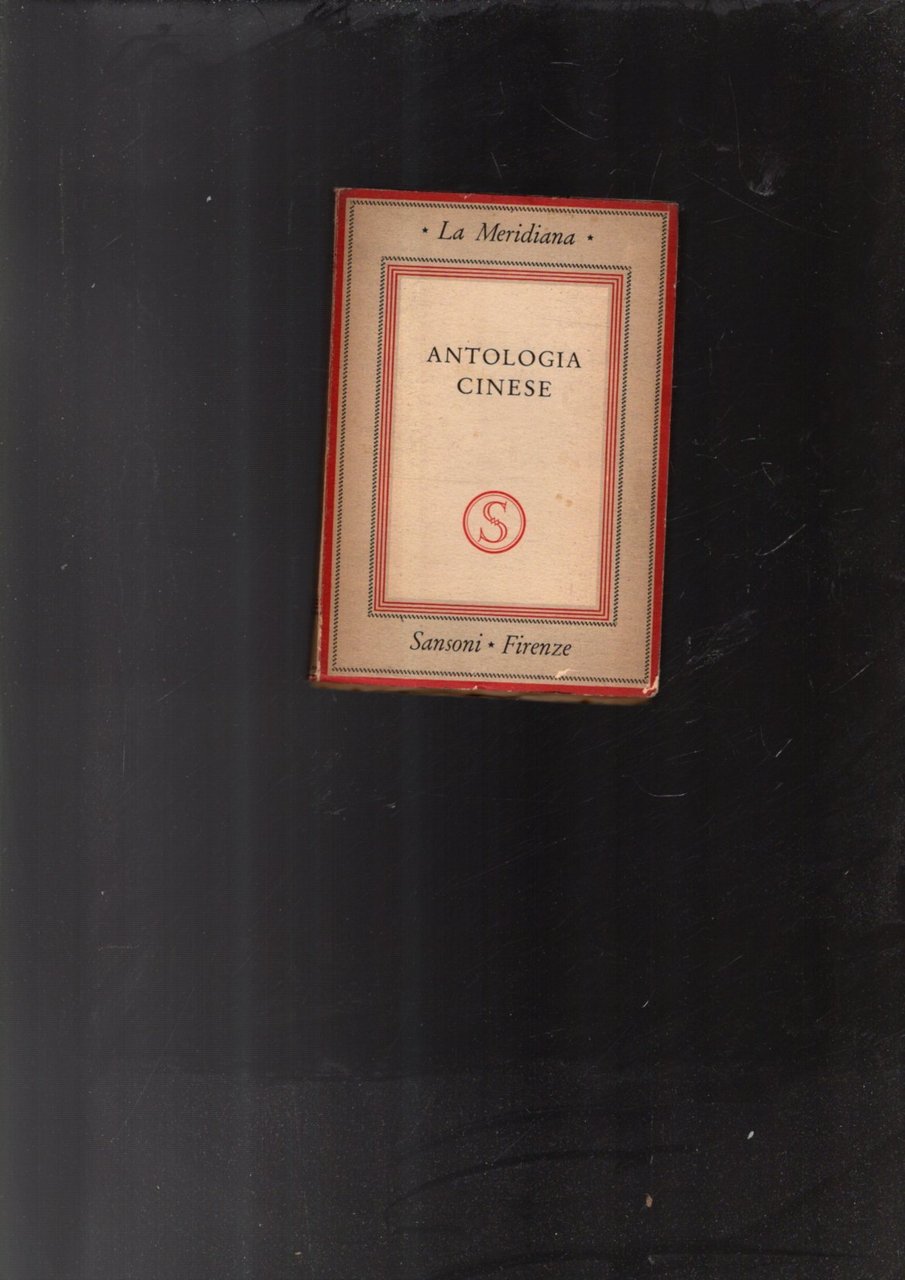 * La Meridiana *
ANTOLOGIA
CINESE
S
Sansoni * Firenze